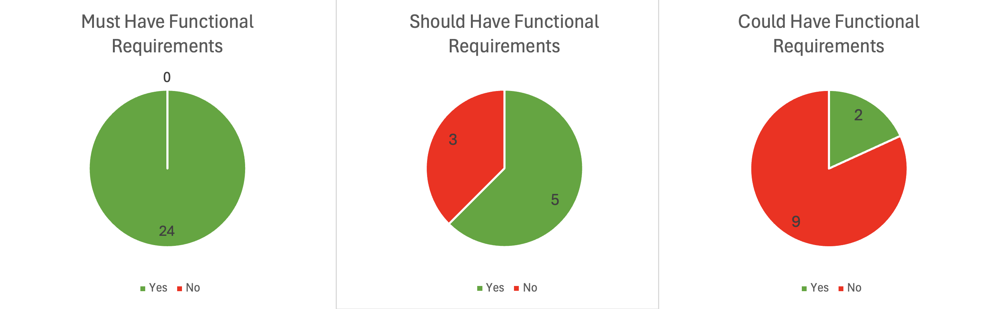 Must Have Functional
Requirements
0
24
Yes No
Should Have Functional
Requirements
3
5
Yes No
Could Have Functional
Requirements
2
9
Yes No